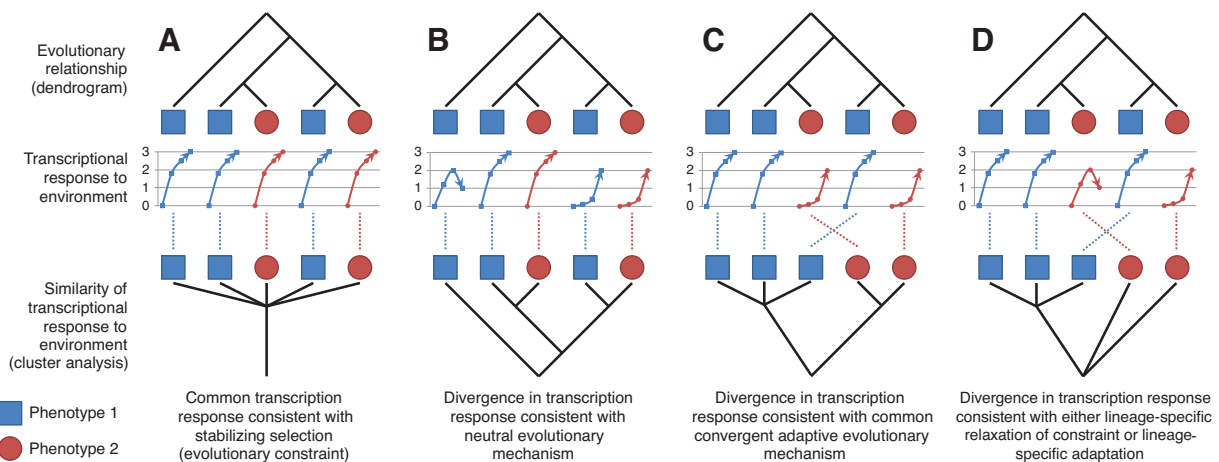 A
B
C
D
Evolutionary
relationship
(dendrogram)
Transcriptional
response to
environment
3
2
1
0
3
2
1
0
3
2
1
0
3
2
1
0
Similarity of
transcriptional
response to
environment
(cluster analysis)
Phenotype 1
Phenotype 2
Common transcription
response consistent with
stabilizing selection
(evolutionary constraint)
Divergence in transcription
response consistent with
neutral evolutionary
mechanism
Divergence in transcription
response consistent with common
convergent adaptive evolutionary
mechanism
Divergence in transcription response
consistent with either lineage-specific
relaxation of constraint or lineage-
specific adaptation